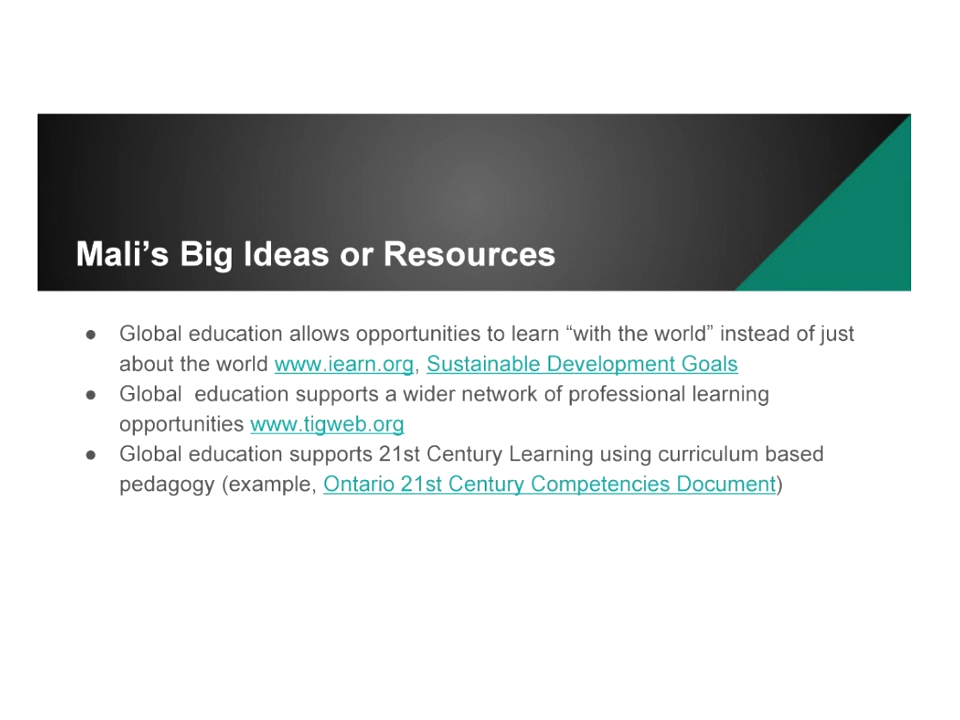 Mali’s Big Ideas or Resources
● Global education allows opportunities to learn “with the world” instead of just
about the world www.iearn.org, Sustainable Development Goals
● Global  education supports a wider network of professional learning
opportunities www.tigweb.org
● Global education supports 21st Century Learning using curriculum based
pedagogy (example, Ontario 21st Century Competencies Document)